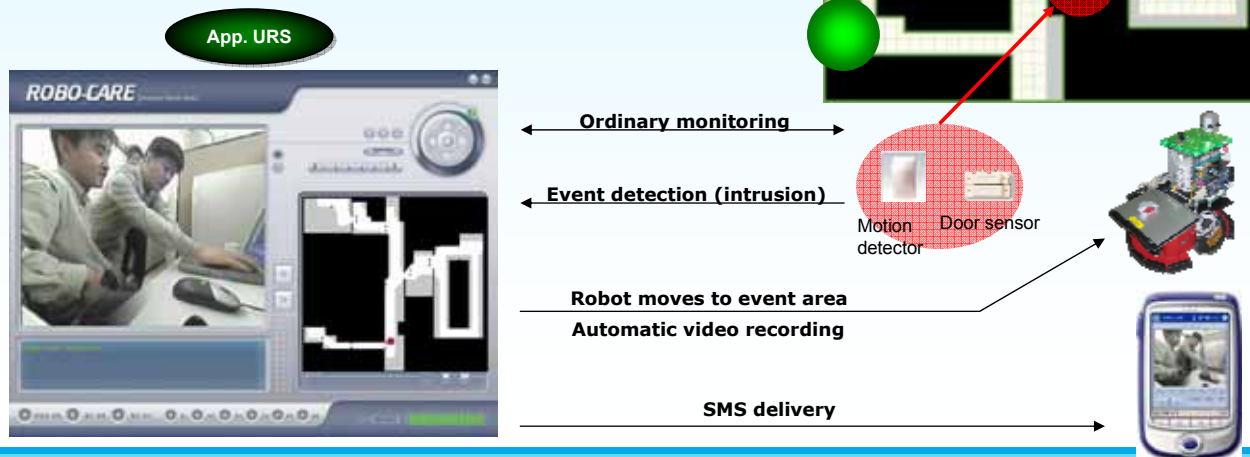 App. URS
ROBO-CARE
Ordinary monitoring
Event detection (intrusion)
Motion
detector
Door sensor
Robot moves to event area
Automatic video recording
SMS delivery